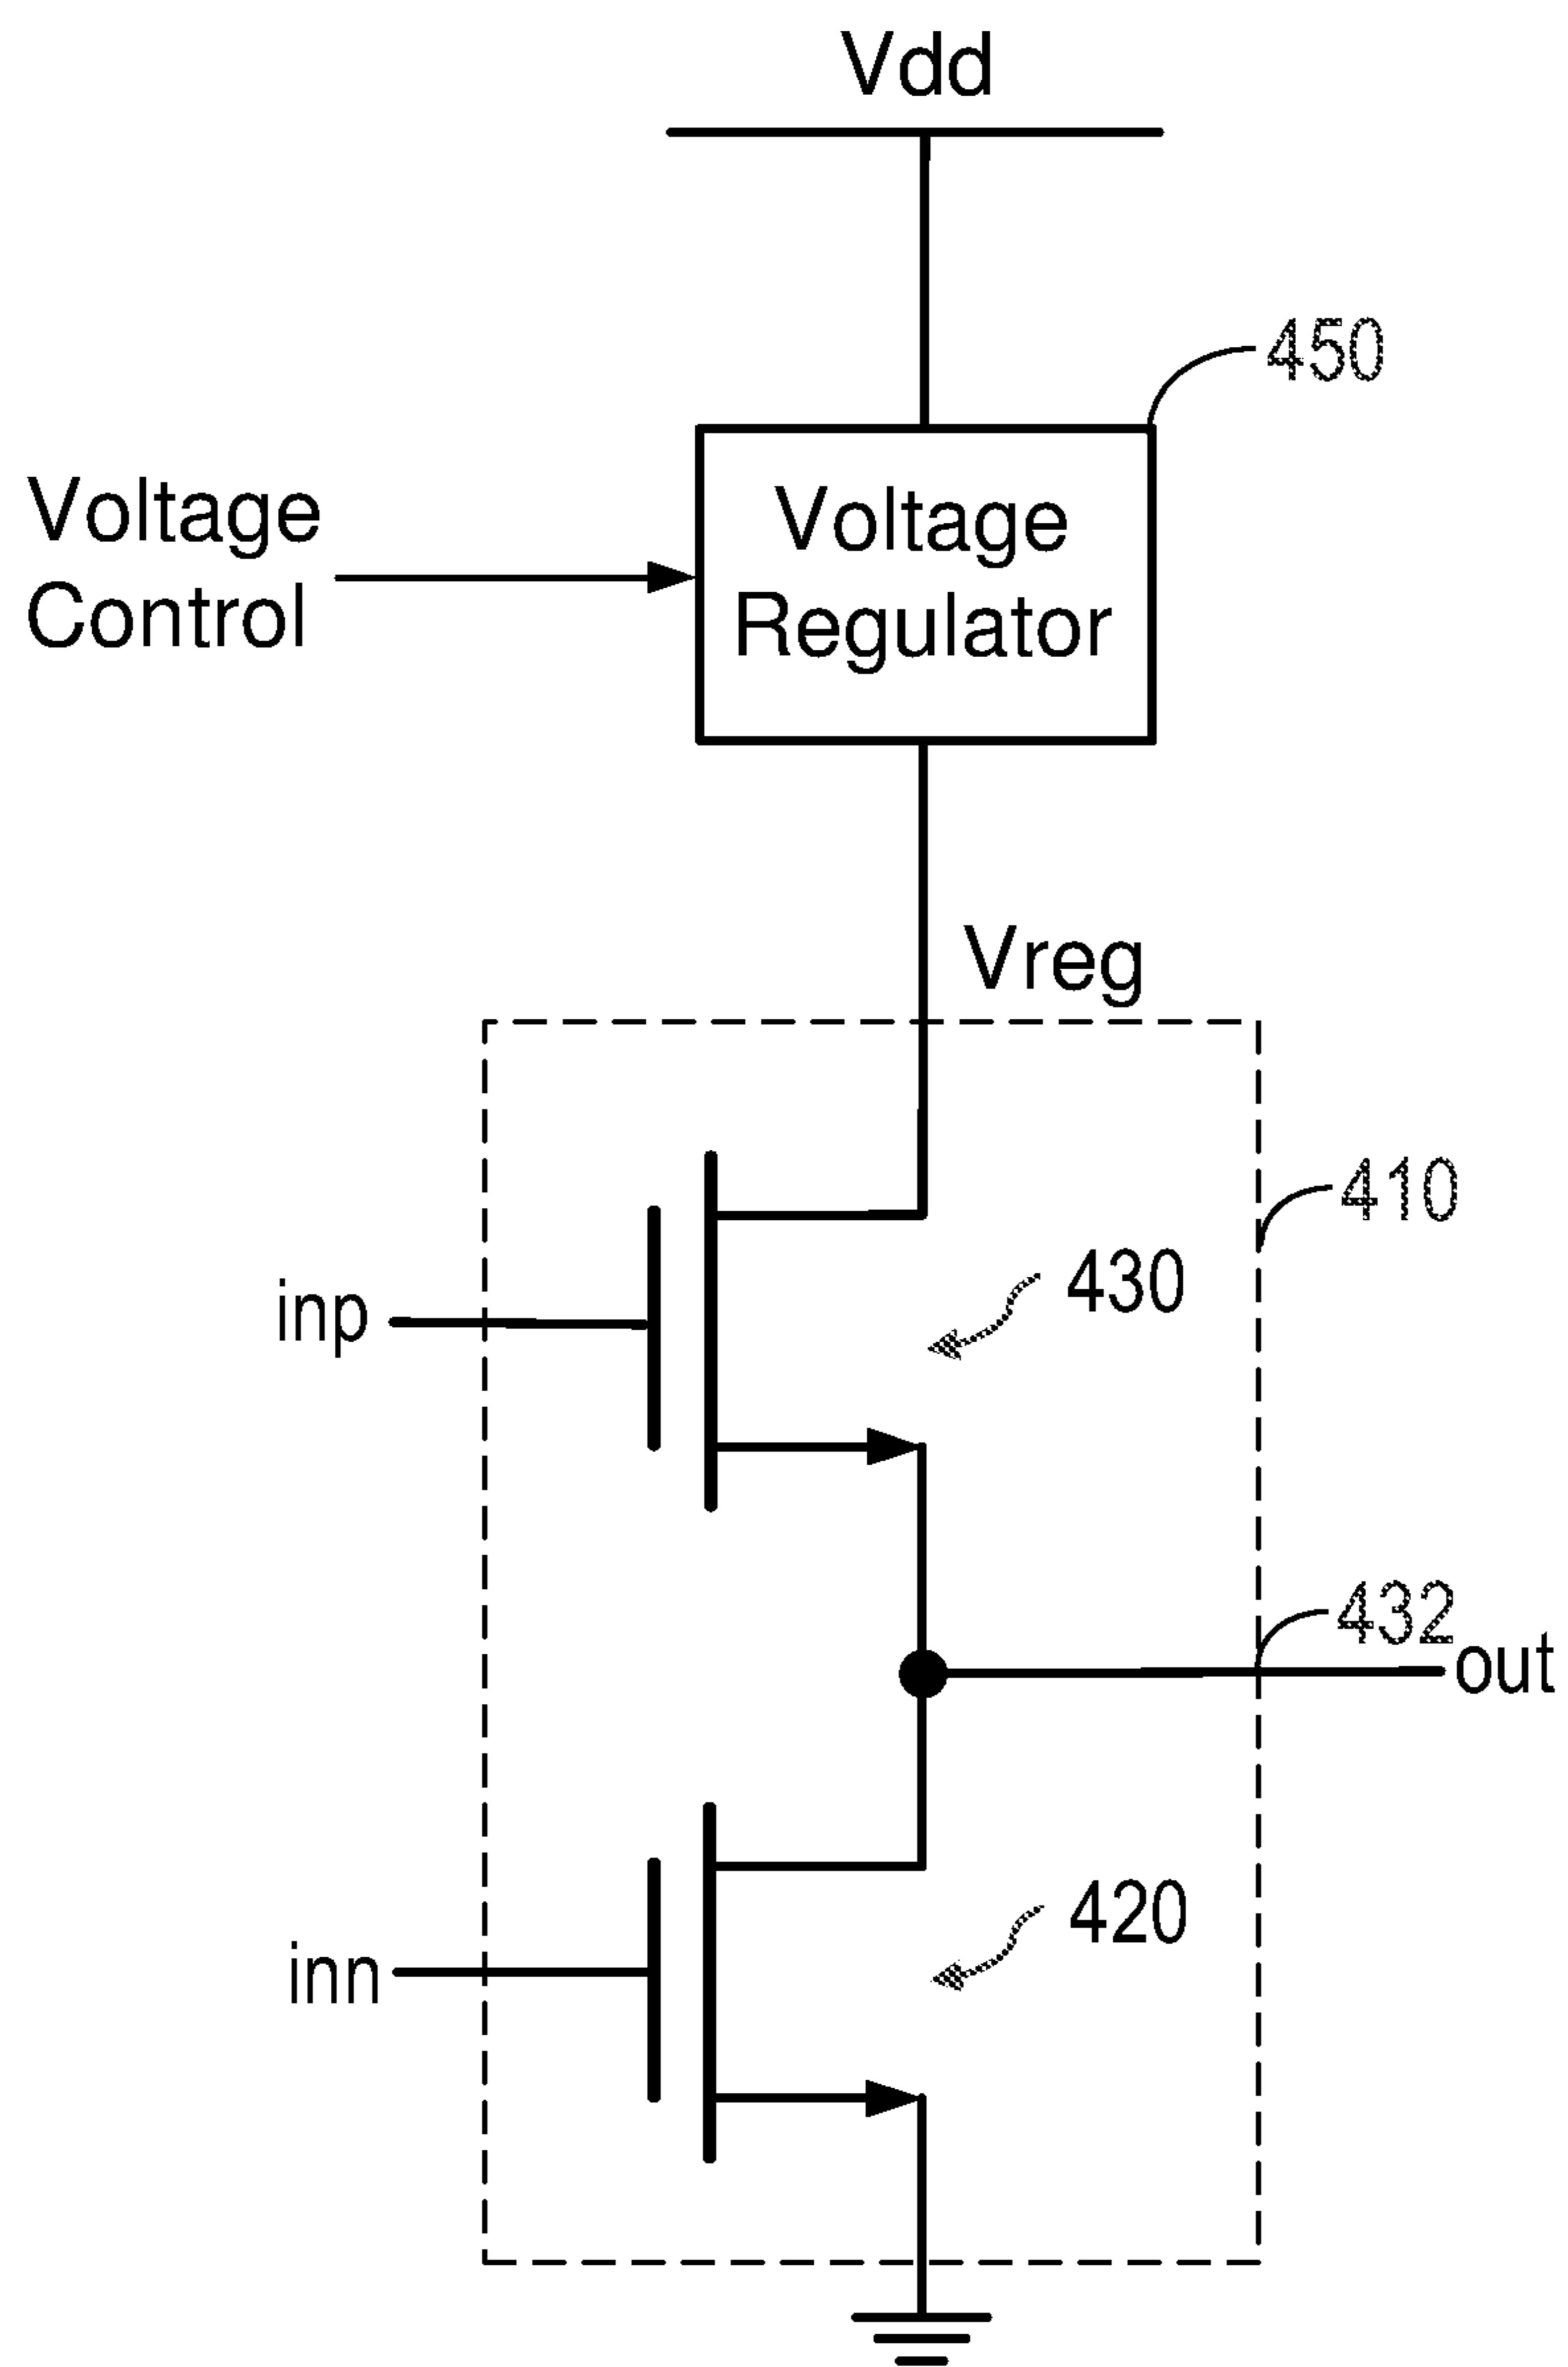 Vdd
450
Voltage
Control
Voltage
Regulator
Vreg
410
inp
430
432
out
inn
420